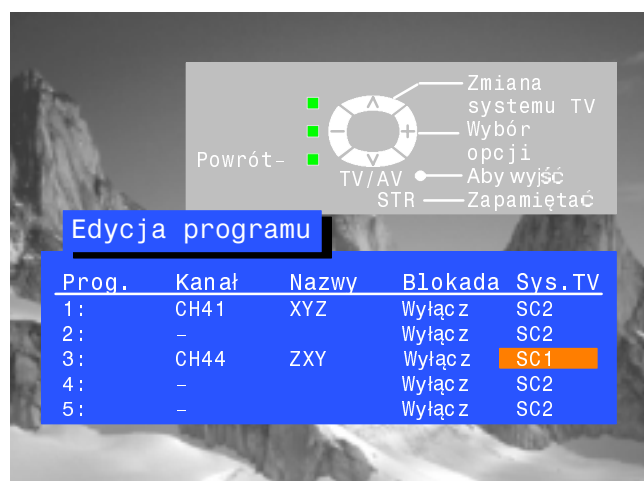 Zmiana
systemu TV
Wybór
opcji
Powrót–
TV/AV Aby wyjść
STR Zapamiętać
Edycja programu
Prog. Kanał Nazwy Blokada Sys.TV
1: CH41 XYZ Wyłącz SC2
2: – Wyłącz SC2
3: CH44 ZXY Wyłącz SC1
4: – Wyłącz SC2
5: – Wyłącz SC2